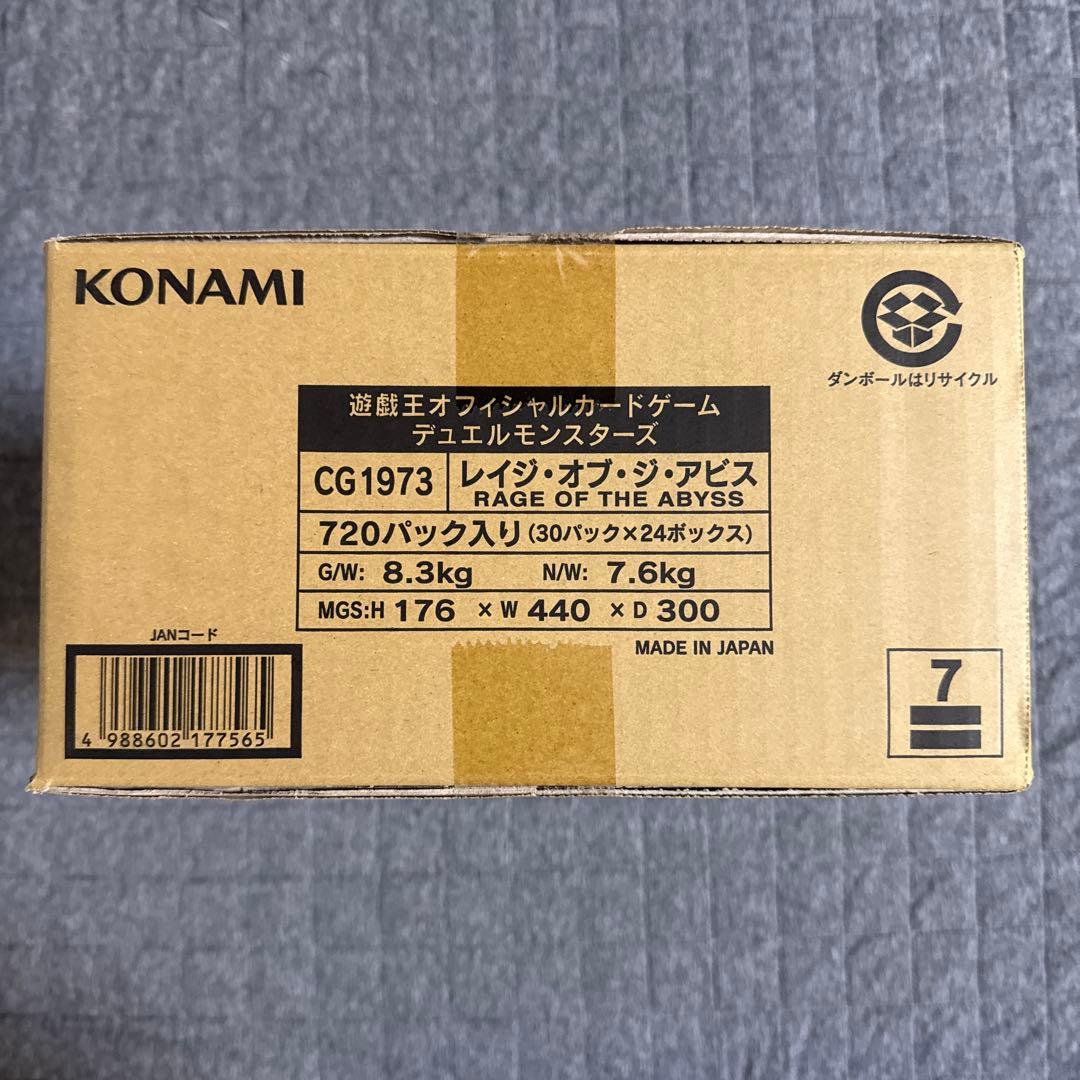 KONAMI
ダンボールはリサイクル
遊戯王オフィシャルカードゲーム
デュエルモンスターズ
CG1973
レイジ・オブ・ジ・アビス
RAGE OF THE ABYSS
720パック入り(30パック×24ボックス)
G/W: 8.3kg N/W: 7.6kg
MGS:H 176 × W 440 × D 300
MADE IN JAPAN
JANコード
4 988602 177565
7